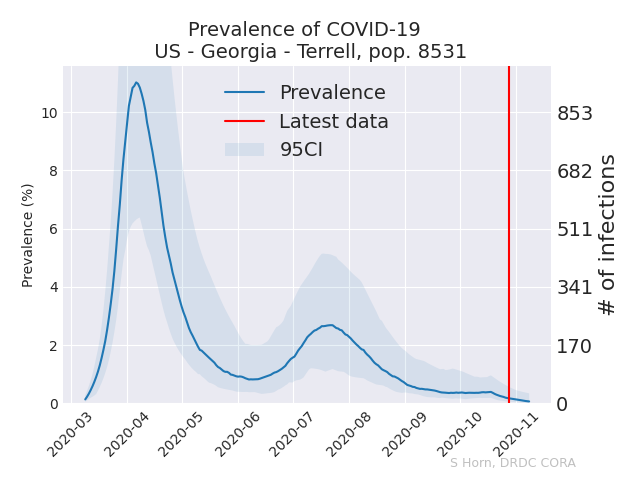 Prevalence of COVID-19
US - Georgia - Terrell, pop. 8531
Prevalence
Latest data
95CI
Prevalence (%)
10
8
6
4
2
0
853
682
511
341
170
0
# of infections
2020-03
2020-04
2020-05
2020-06
2020-07
2020-08
2020-09
2020-10
2020-11
S Horn, DRDC CORA